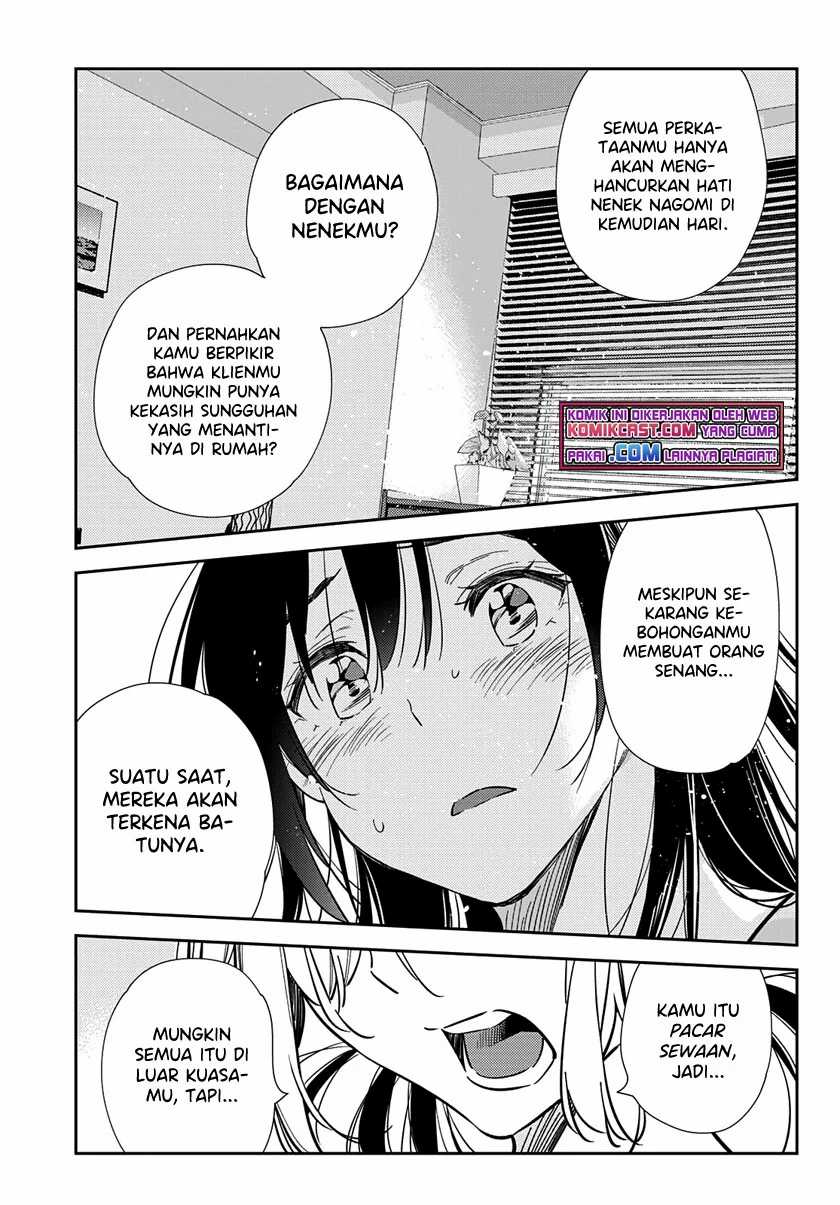 SEMUA PERKA-
TAANMU HANYA
AKAN MENG-
HANCURKAN HATI
NENEK NAGOMI DI
KEMUDIAN HARI.
BAGAIMANA
DENGAN
NENEKMU?
DAN PERNAHKAN
KAMU BERPIKIR
BAHWA KLIENMU
MUNGKIN PUNYA
KEKASIH SUNGGUHAN
YANG MENANTI-
NYA DI RUMAH?
KOMIK INI DIKERJAKAN OLEH WEB
KOMIKCAST.COM YANG CUMA
PAKAI .COM LAINNYA PLAGIAT!
MESKIPUN SE-
KARANG KE-
BOHONGANMU
MEMBUAT ORANG
SENANG...
SUATU SAAT,
MEREKA AKAN
TERKENA BA-
TUNYA.
KAMU ITU
PACAR
SEWAAN,
JADI...
MUNGKIN
SEMUA ITU DI
LUAR KUASA-
MU, TAPI...